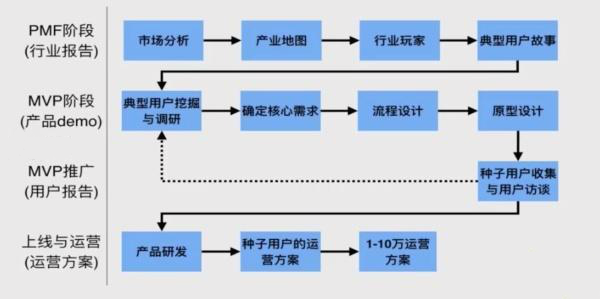 PMF阶段
(行业报告)
市场分析
产业地图
行业玩家
典型用户故事
MVP阶段
(产品demo)
典型用户挖掘
与调研
确定核心需求
流程设计
原型设计
MVP推广
(用户报告)
种子用户收集
与用户访谈
上线与运营
(运营方案)
产品研发
种子用户的运
营方案
1-10万运营
方案